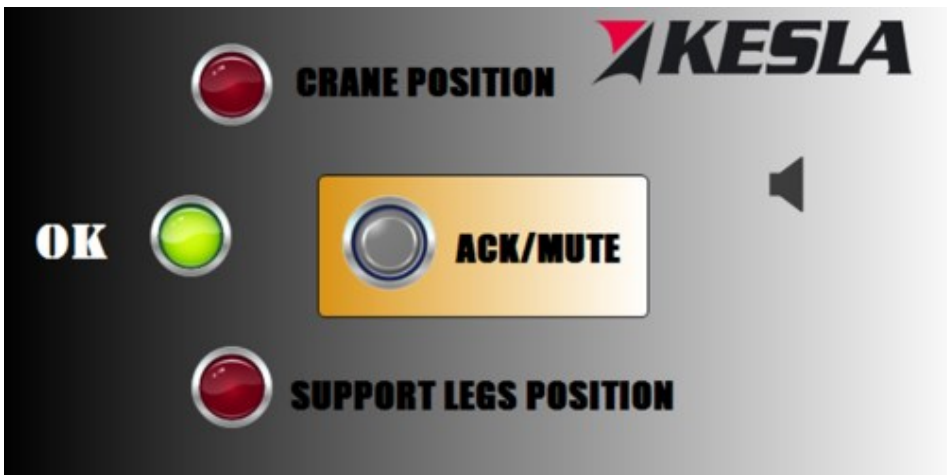 KESLA
CRANE POSITION
OK
ACK/MUTE
SUPPORT LEGS POSITION